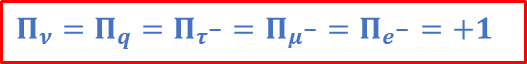 Π_ν = Π_q = Π_τ⁻ = Π_μ⁻ = Π_e⁻ = +1